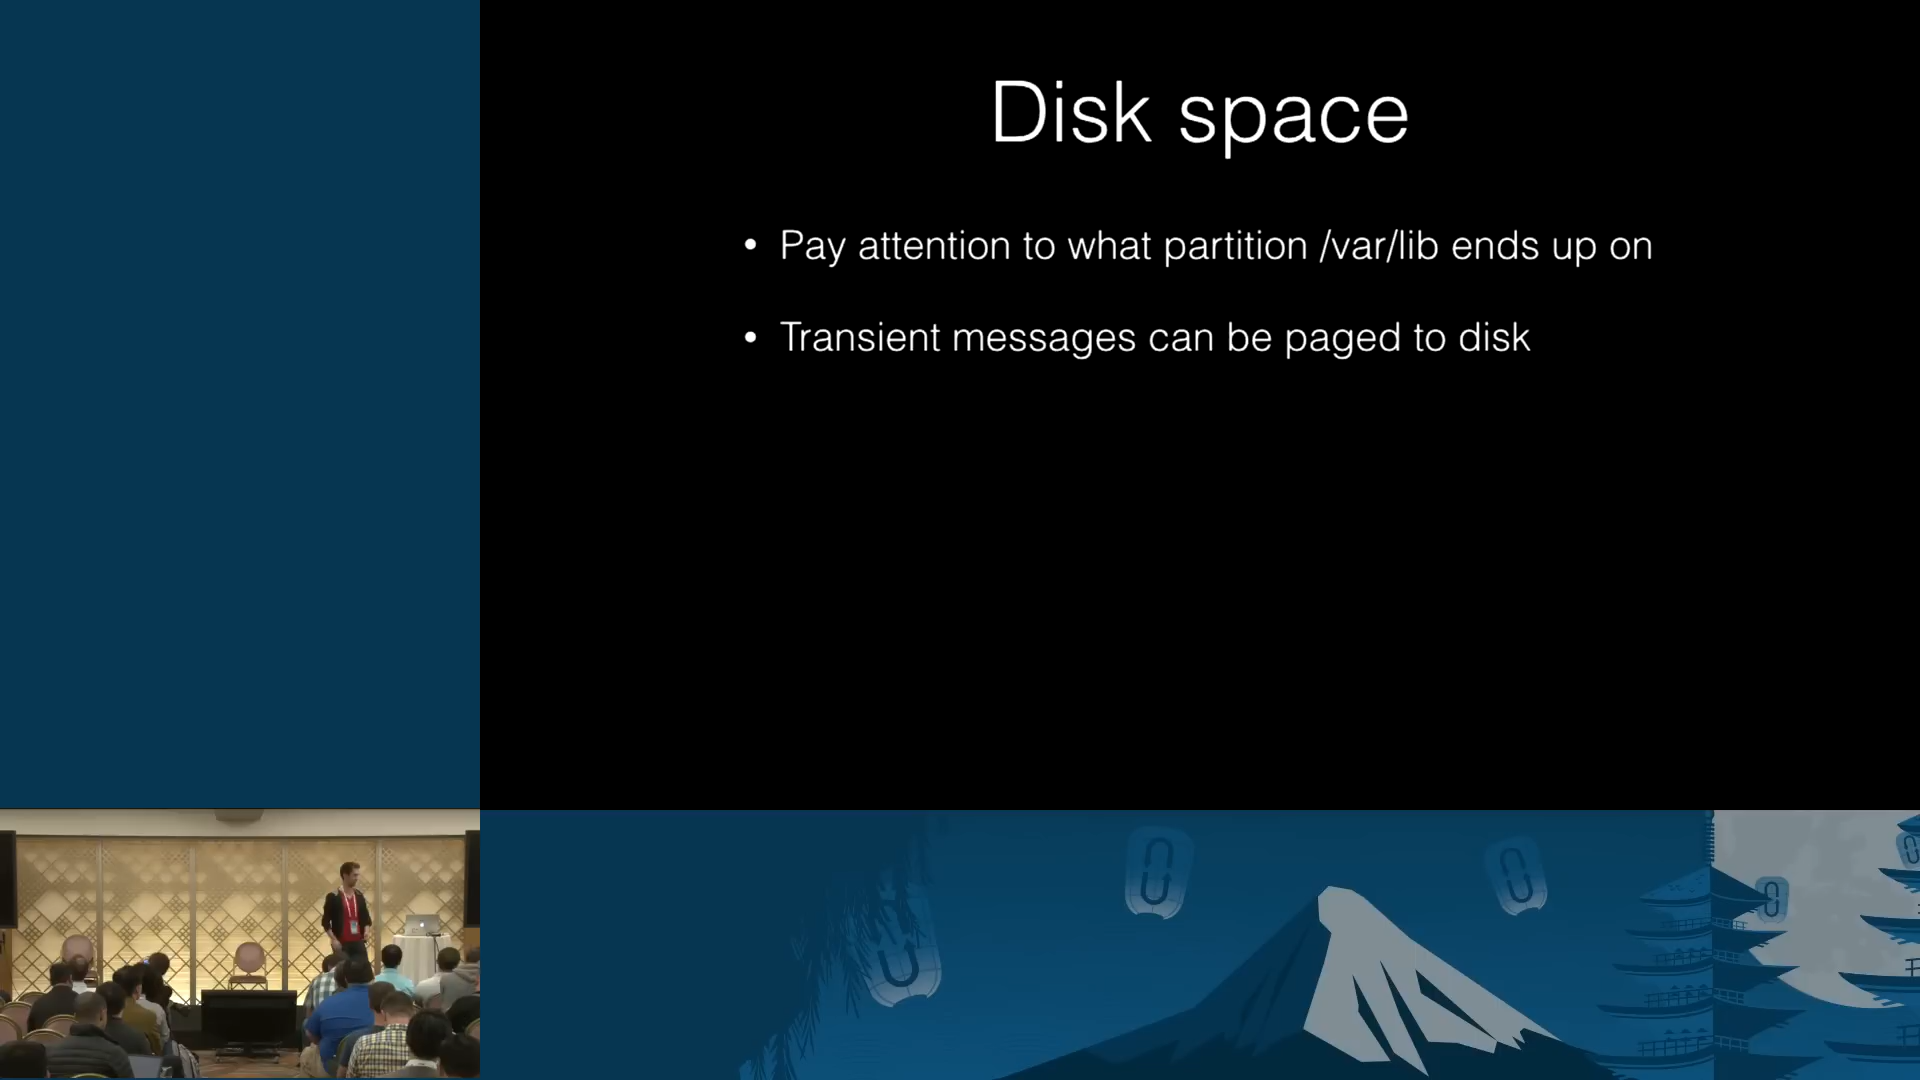 Disk space
• Pay attention to what partition /var/lib ends up on
• Transient messages can be paged to disk